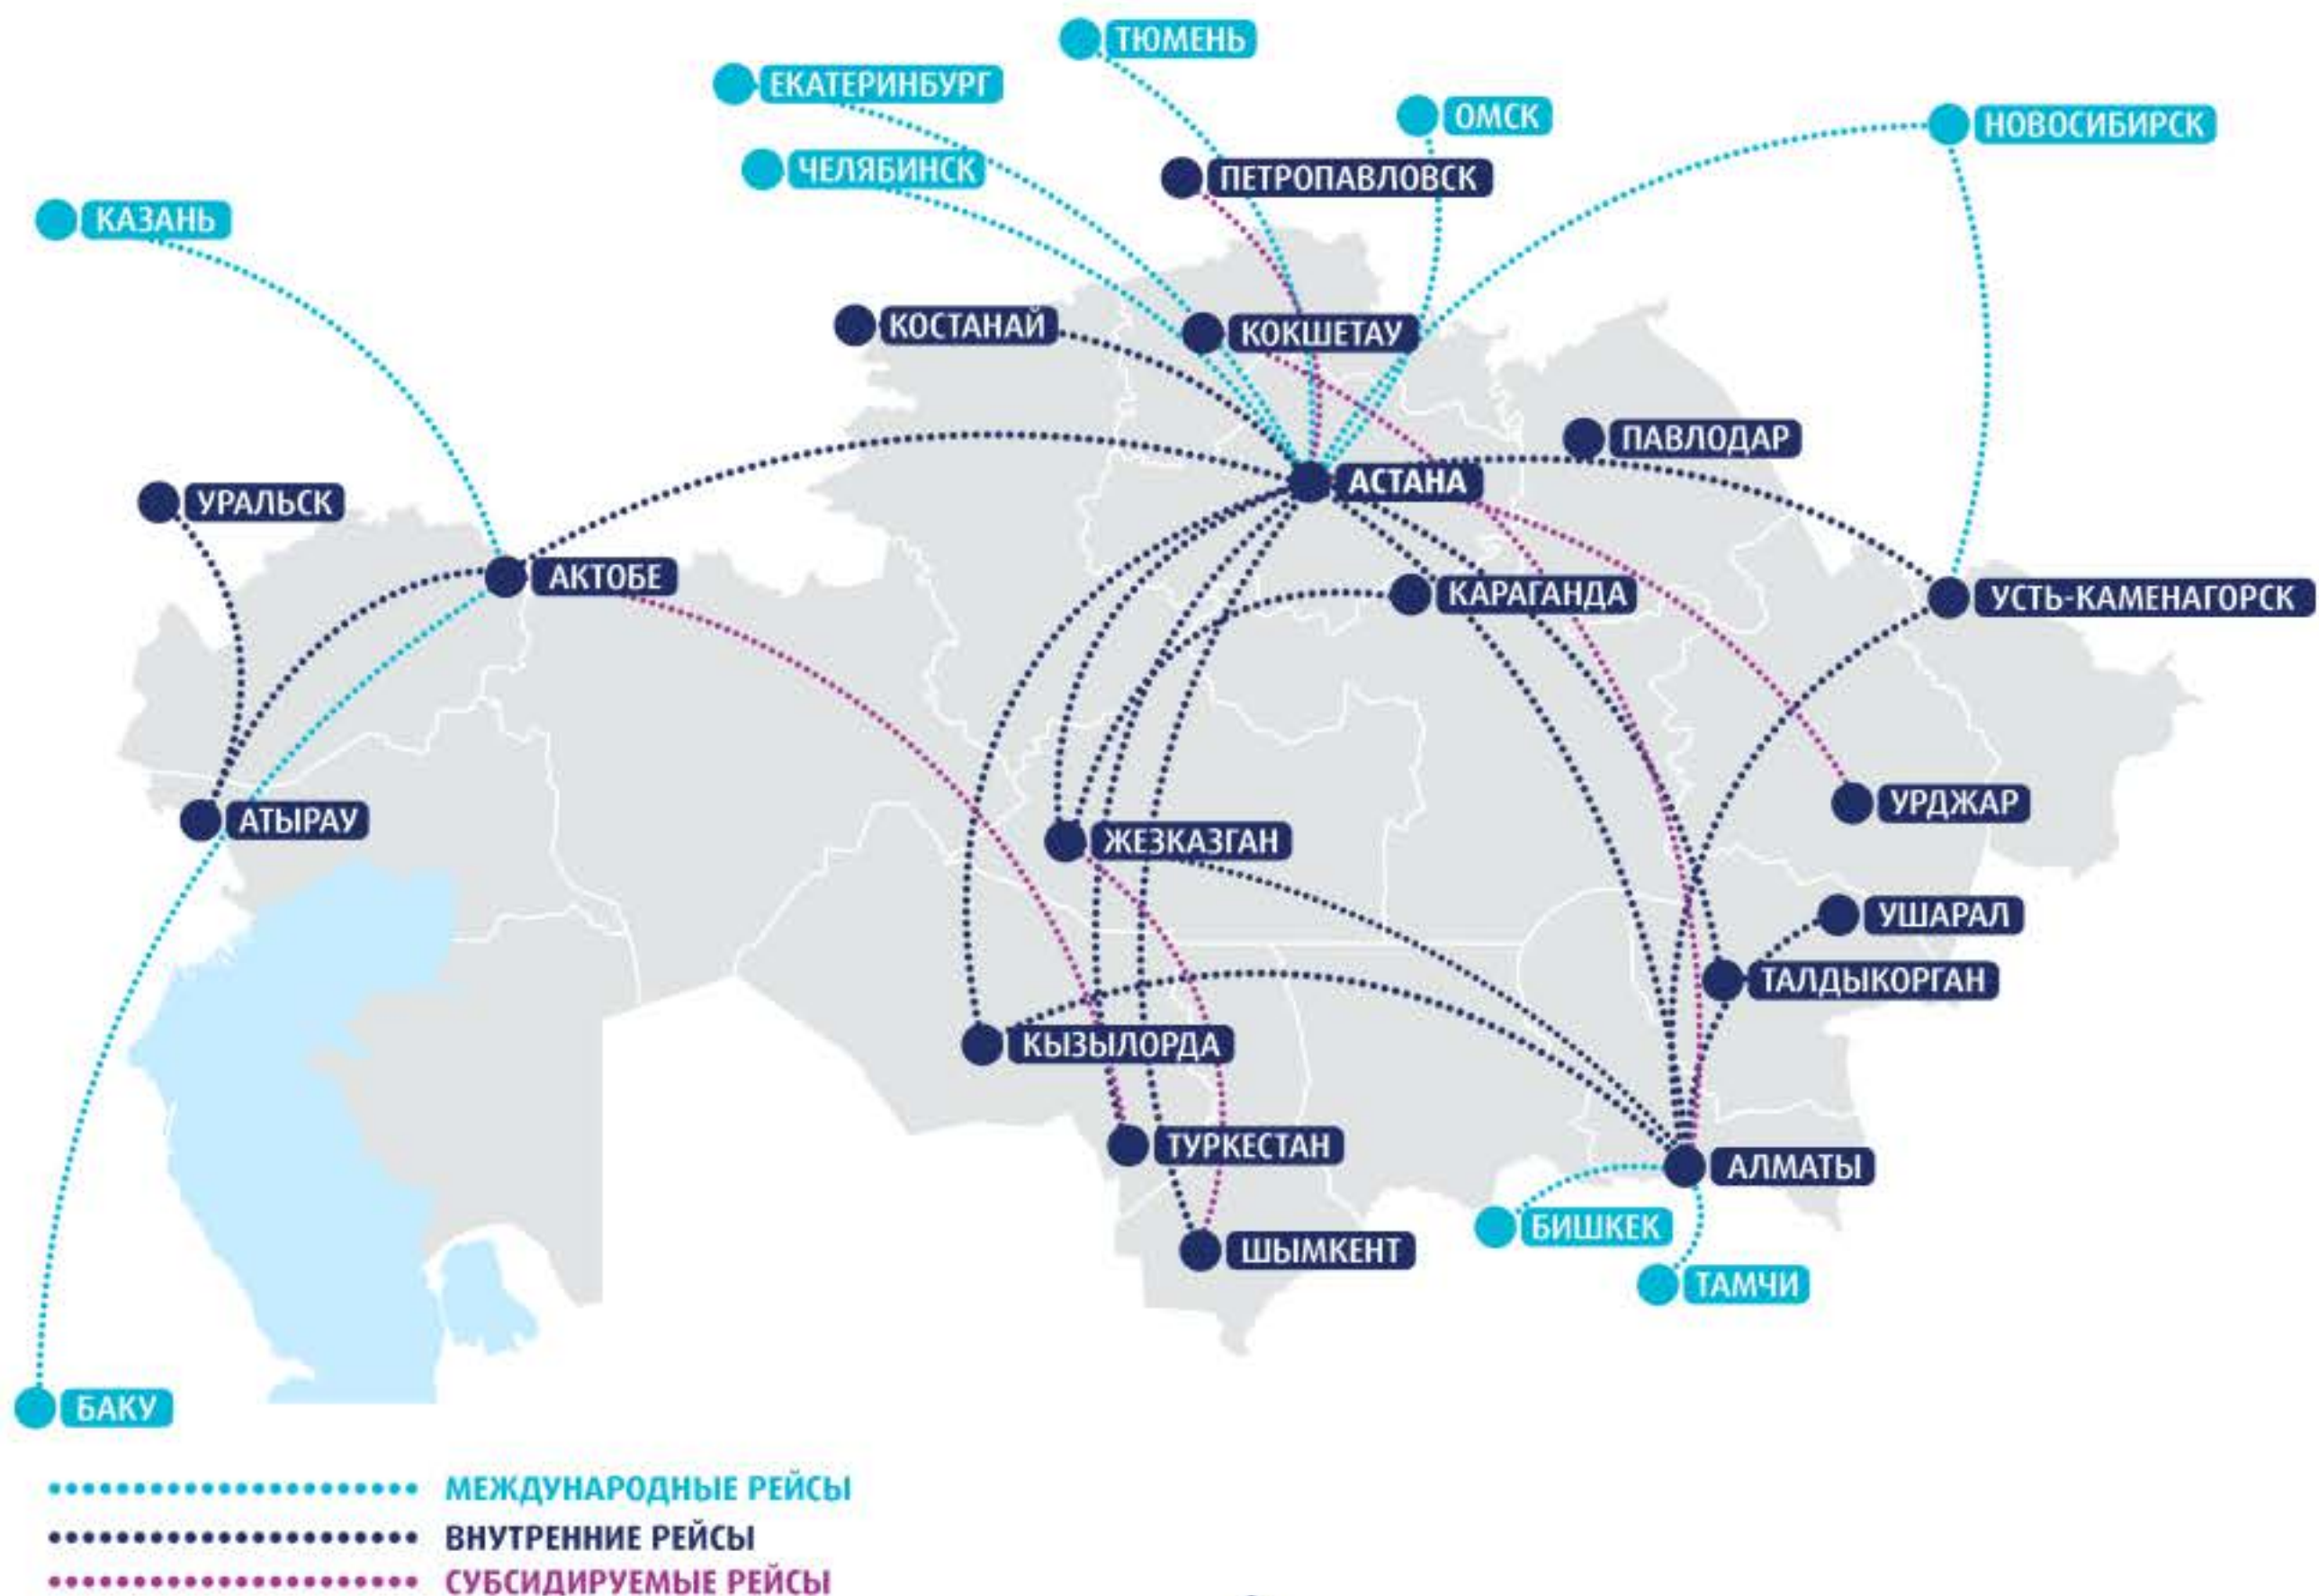 ТЮМЕНЬ
ЕКАТЕРИНБУРГ
ОМСК
НОВОСИБИРСК
ЧЕЛЯБИНСК
ПЕТРОПАВЛОВСК
КАЗАНЬ
КОСТАНАЙ
КОКШЕТАУ
ПАВЛОДАР
АСТАНА
УРАЛЬСК
АКТОБЕ
КАРАГАНДА
УСТЬ-КАМЕНАГОРСК
УРДЖАР
АТЫРАУ
ЖЕЗКАЗГАН
УШАРАЛ
ТАЛДЫКОРГАН
КЫЗЫЛОРДА
ТУРКЕСТАН
АЛМАТЫ
БИШКЕК
ШЫМКЕНТ
ТАМЧИ
БАКУ
МЕЖДУНАРОДНЫЕ РЕЙСЫ
ВНУТРЕННИЕ РЕЙСЫ
СУБСИДИРУЕМЫЕ РЕЙСЫ